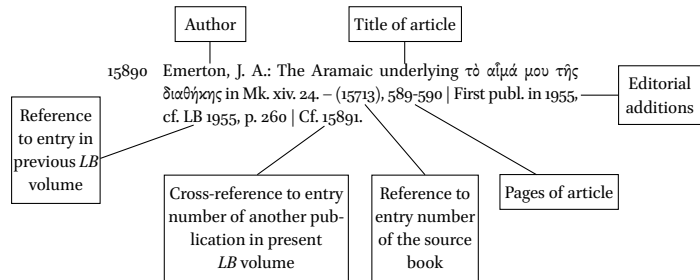 Author
Title of article
15890 Emerton, J. A.: The Aramaic underlying τὸ αἷμά μου τῆς
διαθήκης in Mk. xiv. 24. – (15713), 589-590 | First publ. in 1955,
cf. LB 1955, p. 260 | Cf. 15891.
Editorial
additions
Reference
to entry in
previous LB
volume
Cross-reference to entry
number of another pub-
lication in present
LB volume
Reference to
entry number
of the source
book
Pages of article